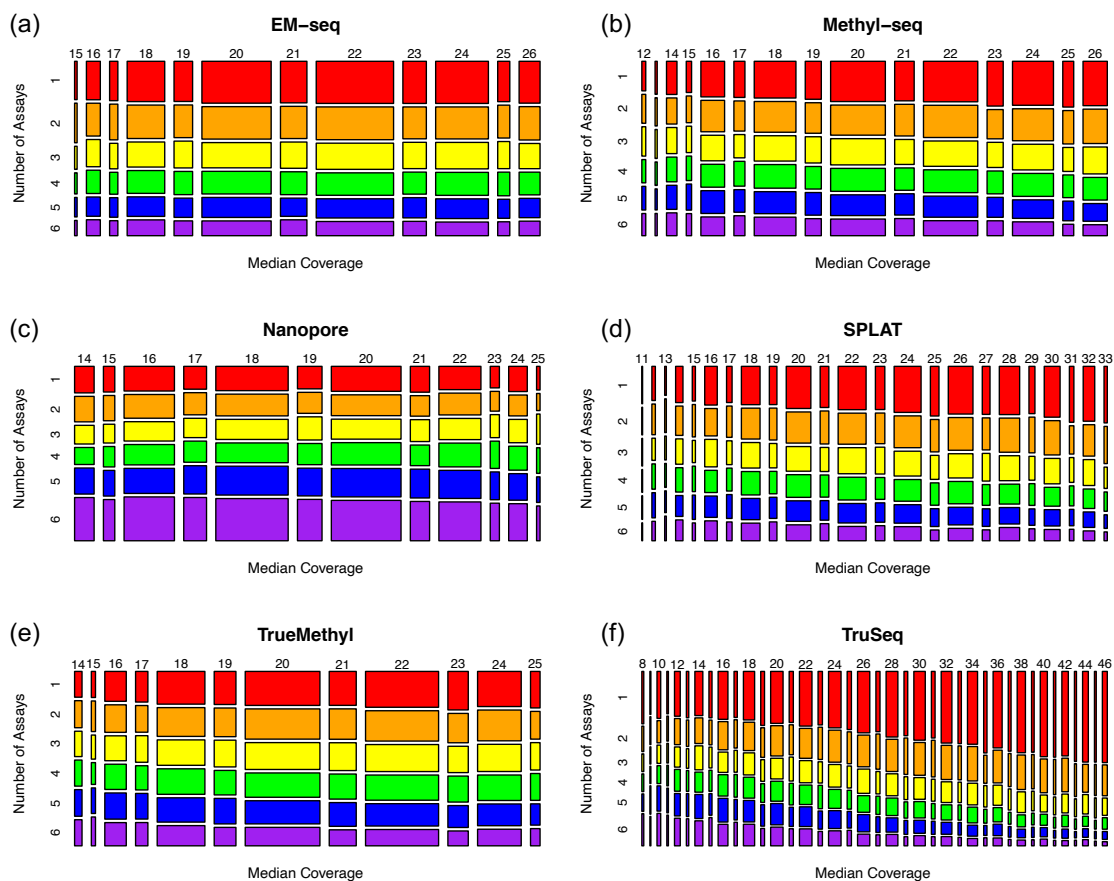 (a) EM−seq
15 16 17 18 19 20 21 22 23 24 25 26
Number of Assays
1
2
3
4
5
6
Median Coverage
(b) Methyl−seq
12 14 15 16 17 18 19 20 21 22 23 24 25 26
Number of Assays
1
2
3
4
5
6
Median Coverage
(c) Nanopore
14 15 16 17 18 19 20 21 22 23 24 25
Number of Assays
1
2
3
4
5
6
Median Coverage
(d) SPLAT
11 13 15 16 17 18 19 20 21 22 23 24 25 26 27 28 29 30 31 32 33
Number of Assays
1
2
3
4
5
6
Median Coverage
(e) TrueMethyl
14 15 16 17 18 19 20 21 22 23 24 25
Number of Assays
1
2
3
4
5
6
Median Coverage
(f) TruSeq
8 10 12 14 16 18 20 22 24 26 28 30 32 34 36 38 40 42 44 46
Number of Assays
1
2
3
4
5
6
Median Coverage